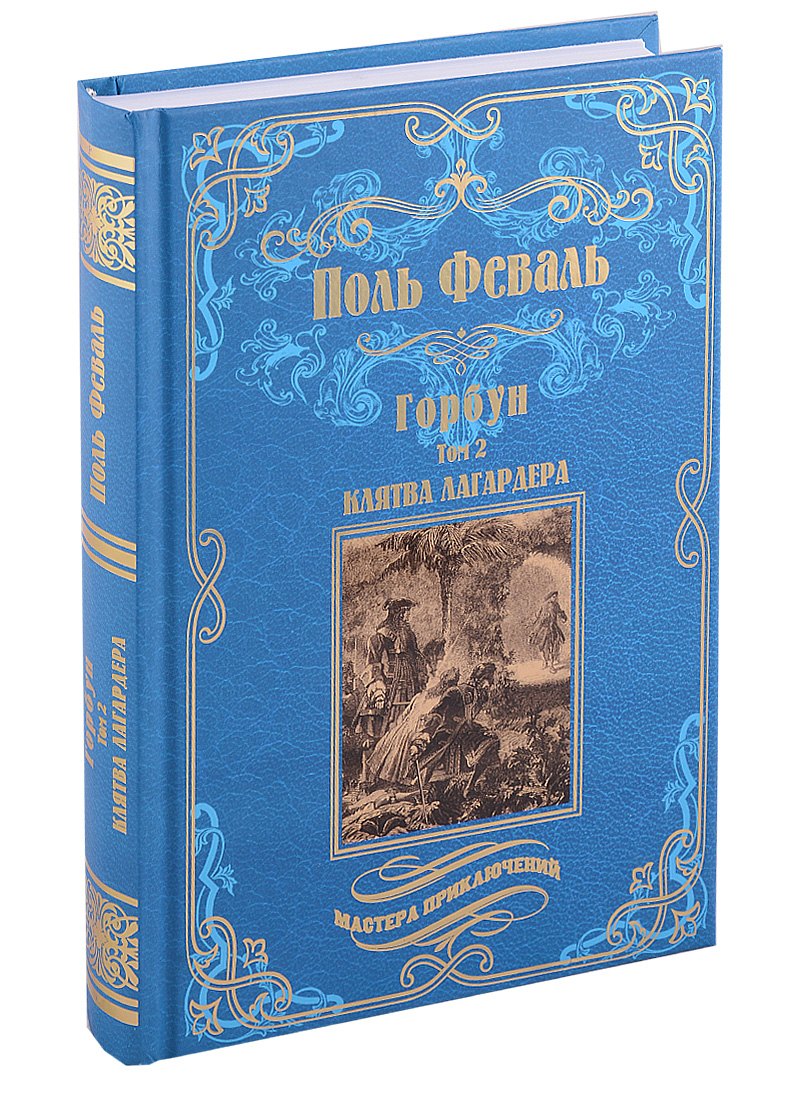 Поль Феваль
Горбун
Том 2
КЛЯТВА ЛАГАРДЕРА
МАСТЕРА ПРИКЛЮЧЕНИЙ
Поль Феваль
Горбун
Том 2
КЛЯТВА ЛАГАРДЕРА